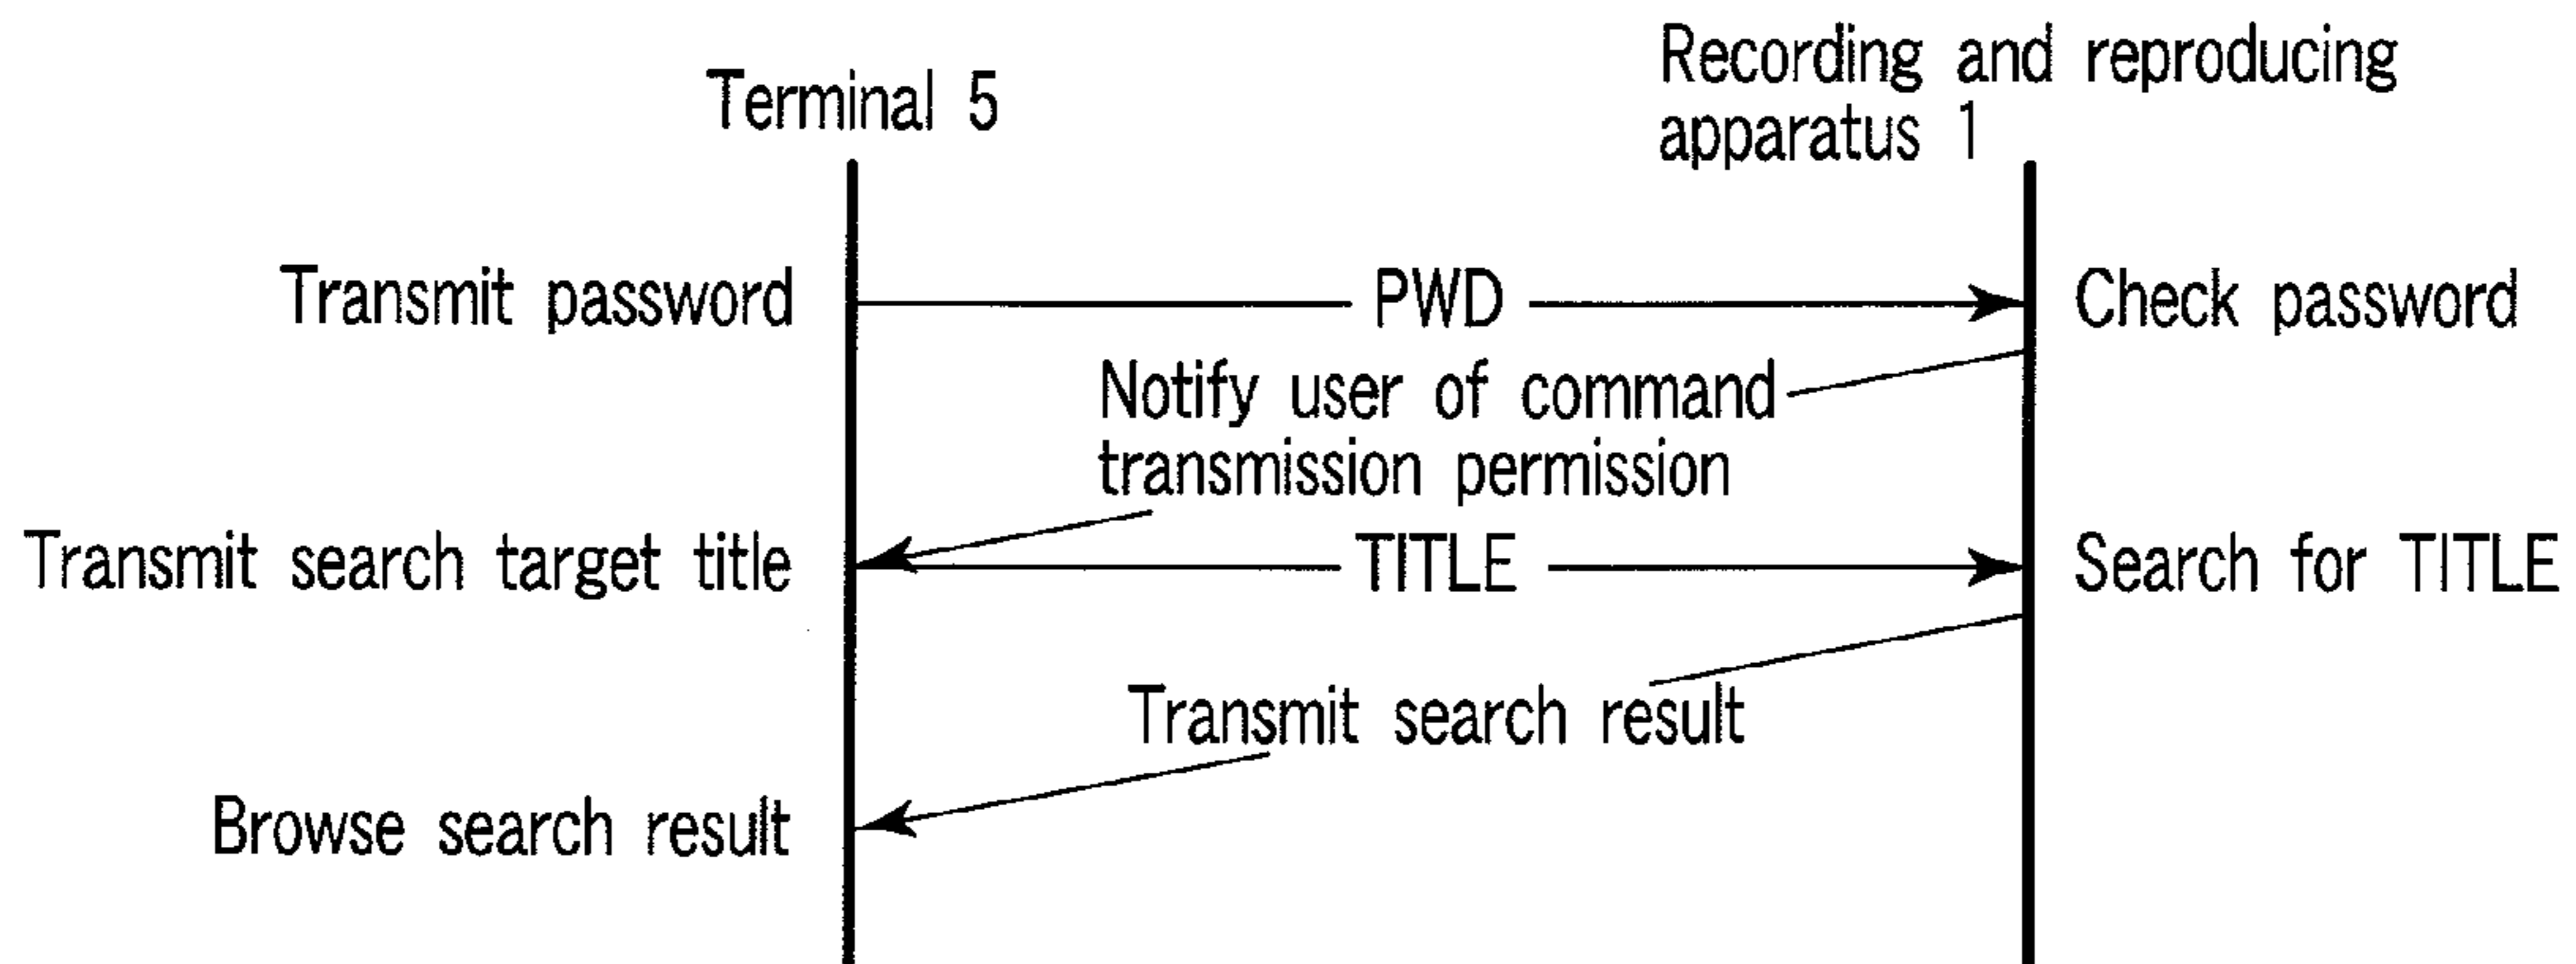 Recording and reproducing
apparatus 1
Terminal 5
Transmit password
PWD
Check password
Notify user of command
transmission permission
Transmit search target title
TITLE
Search for TITLE
Transmit search result
Browse search result